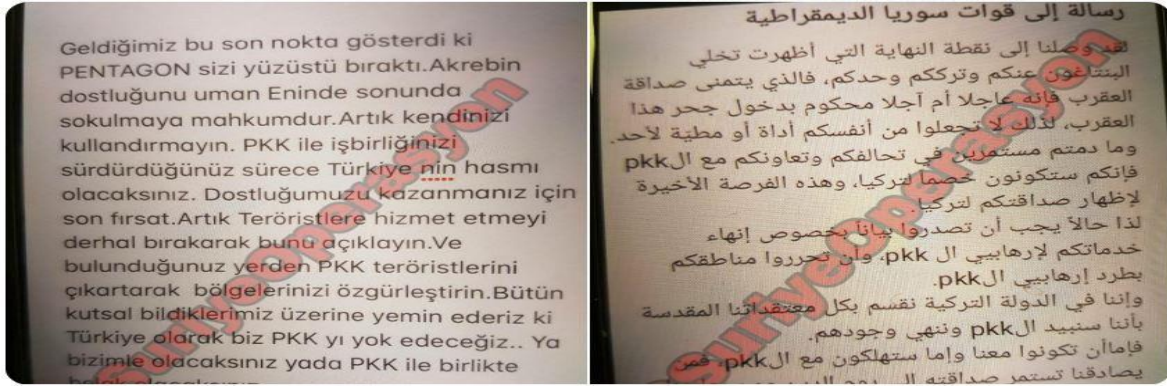 Geldiğimiz bu son nokta gösterdi ki
PENTAGON sizi yüzüstü bıraktı.Akrebin
dostluğunu uman Eninde sonunda
sokulmaya mahkumdur.Artık kendinizi
kullandırmayın. PKK ile işbirliğinizi
sürdürdüğünüz sürece Türkiye nin hasmı
olacaksınız. Dostluğumuzu kazanmanız için
son fırsat.Artık Teröristlere hizmet etmeyi
derhal bırakarak bunu açıklayın.Ve
bulunduğunuz yerden PKK teröristlerini
çıkartarak bölgelerinizi özgürleştirin.Bütün
kutsal bildiklerimiz üzerine yemin ederiz ki
Türkiye olarak biz PKK yı yok edeceğiz.. Ya
bizimle olacaksınız yada PKK ile birlikte
SuriyeOperasyon
رسالة إلى قوات سوريا الديمقراطية
لقد وصلنا إلى نقطة النهاية التي أظهرت تخلي
البنتاغون عنكم وترككم وحدكم، فالذي يتمنى صداقة
العقرب فإنه عاجلا أم آجلا محكوم بدخول جحر هذا
العقرب، لذلك لا تجعلوا من أنفسكم أداة أو مطيّة لأحد.
وما دمتم مستمرين في تحالفكم وتعاونكم مع الpkk
فإنكم ستكونون خصما لتركيا، وهذه الفرصة الأخيرة
لإظهار صداقتكم لتركيا
لذا حالاً يجب أن تصدروا بيانا بخصوص إنهاء
خدماتكم لإرهابيي ال pkk، وأن تحرروا مناطقكم
بطرد إرهابيي الpkk.
وإننا في الدولة التركية نقسم بكل معتقداتنا المقدسة
بأننا سنبيد الpkk وننهي وجودهم.
فإماأن تكونوا معنا وإما ستهلكون مع الpkk، فمن
يصادقنا تستمر صداقته
SuriyeOperasyon